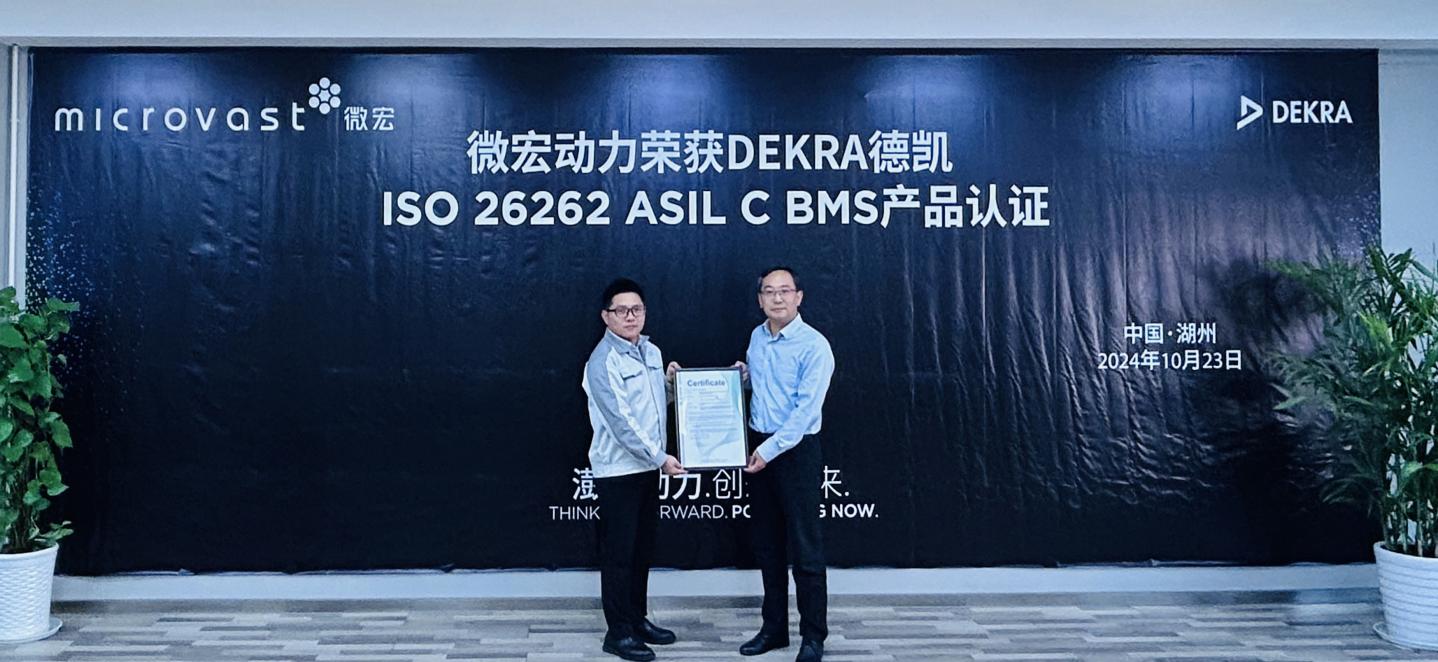 microvast 微宏
DEKRA
微宏动力荣获DEKRA德凯
ISO 26262 ASIL C BMS产品认证
中国·湖州
2024年10月23日
Certificate
动力.创 来.
THINK RWARD. NOW.